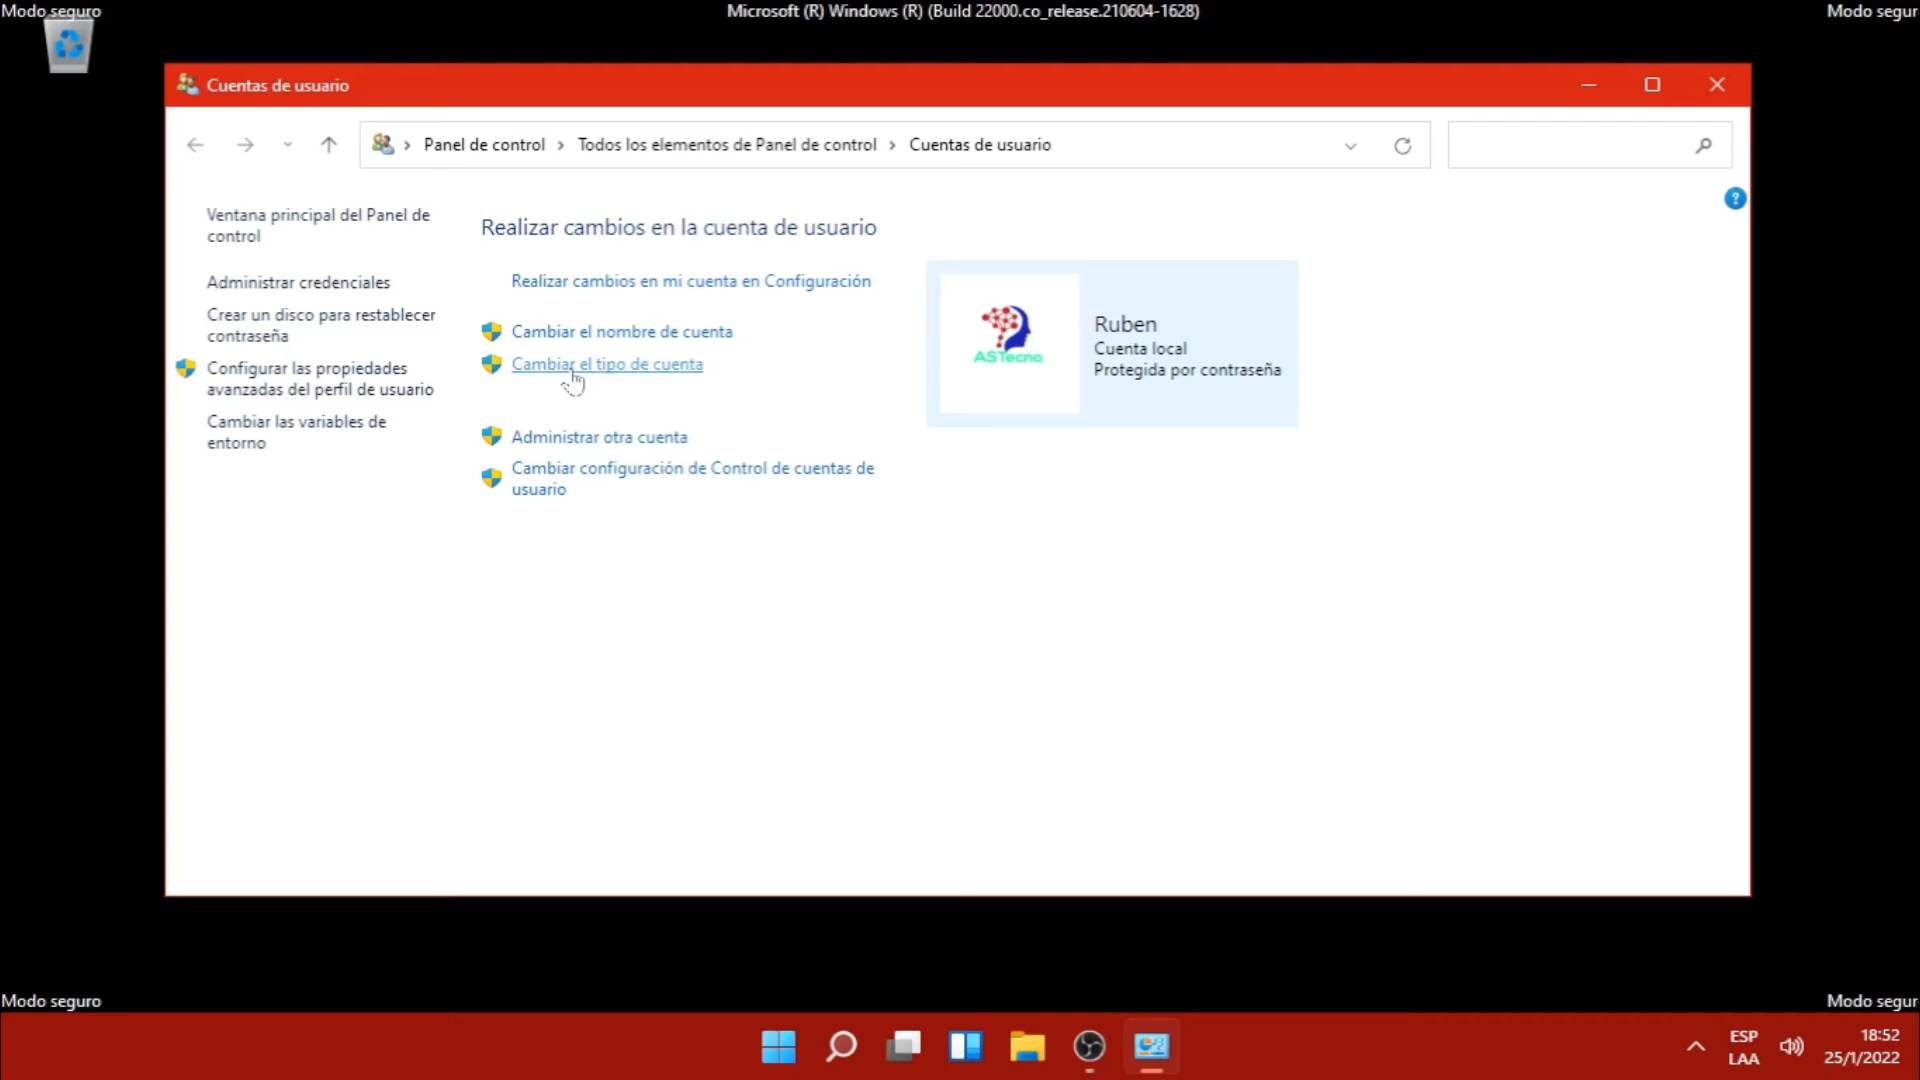 Modo seguro
Microsoft (R) Windows (R) (Build 22000.co_release.210604-1628)
Modo segur
Cuentas de usuario
Panel de control
Todos los elementos de Panel de control
Cuentas de usuario
Ventana principal del Panel de
control
Administrar credenciales
Crear un disco para restablecer
contraseña
Configurar las propiedades
avanzadas del perfil de usuario
Cambiar las variables de
entorno
Realizar cambios en la cuenta de usuario
Realizar cambios en mi cuenta en Configuración
Cambiar el nombre de cuenta
Cambiar el tipo de cuenta
Administrar otra cuenta
Cambiar configuración de Control de cuentas de
usuario
ASTecno
Ruben
Cuenta local
Protegida por contraseña
?
Modo seguro
Modo segur
ESP
LAA
18:52
25/1/2022